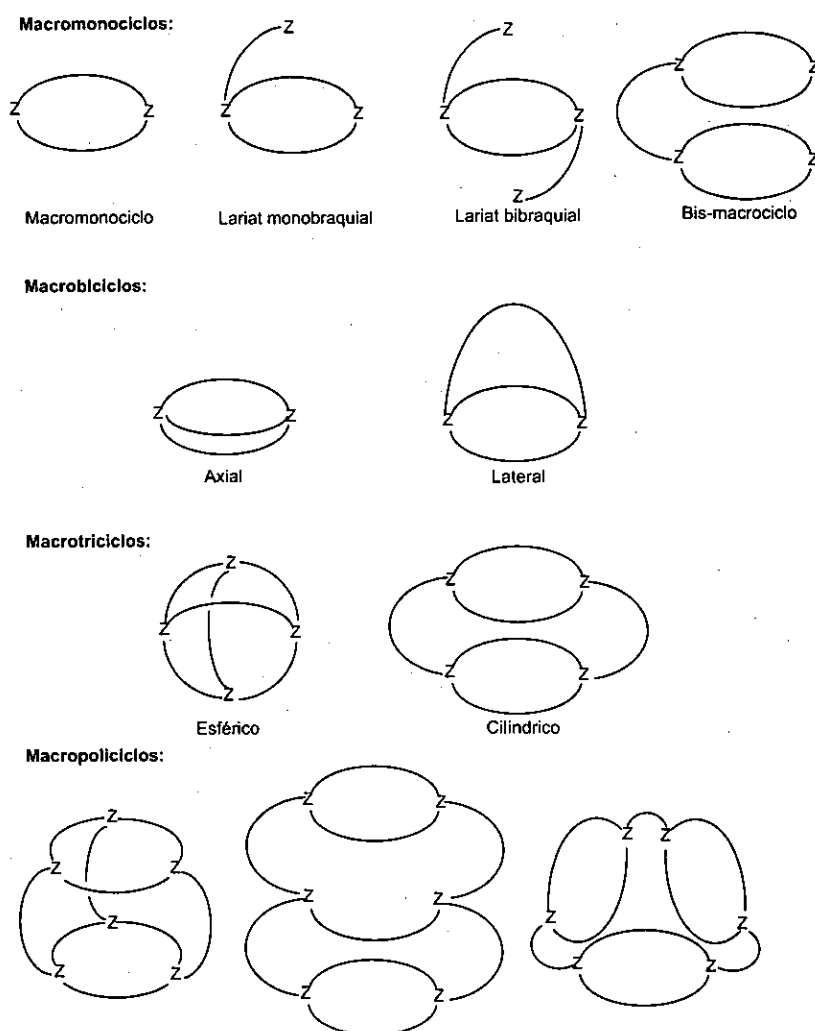 Macromonociclos:
Z Z
Z Z
Z Z Z Z Z Z
Z Z
Z
Macromonociclo Lariat monobraquial Lariat bibraquial Bis-macrociclo
Macrobiciclos:
Z Z Z Z
Axial Lateral
Macrotriciclos:
Z
Z Z
Z Z
Z Z
Z
Esférico Cilíndrico
Macropoliciclos:
Z Z
Z
Z Z
Z Z
Z Z
Z Z Z
Z Z Z Z
Z Z